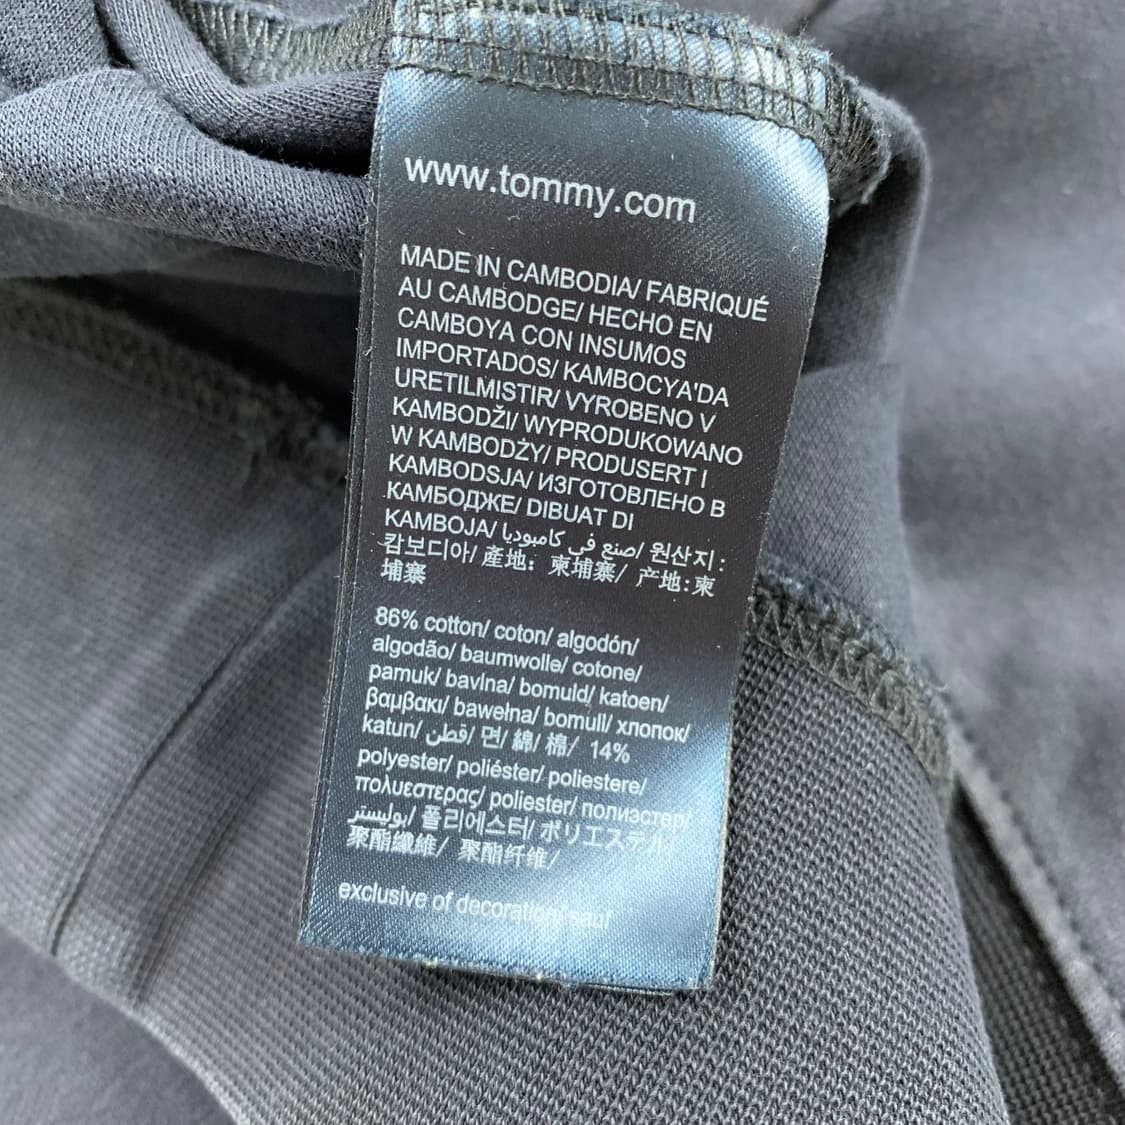 www.tommy.com
MADE IN CAMBODIA/ FABRIQUÉ
AU CAMBODGE/ HECHO EN
CAMBOYA CON INSUMOS
IMPORTADOS/ KAMBOCYA'DA
URETILMISTIR/ VYROBENO V
KAMBODŽI/ WYPRODUKOWANO
W KAMBODŻY/ PRODUSERT I
KAMBODSJA/ ИЗГОТОВЛЕНО В
КАМБОДЖЕ/ DIBUAT DI
KAMBOJA/ صنع في كامبوديا/ 원산지:
캄보디아/ 產地: 柬埔寨/ 产地:柬
埔寨
86% cotton/ coton/ algodón/
algodão/ baumwolle/ cotone/
pamuk/ bavlna/ bomuld/ katoen/
βαμβακι/ bawełna/ bomull/ хлопок/
katun/ قطن/ 면/ 綿/ 棉/ 14%
polyester/ poliéster/ poliestere/
πολυεστερας/ poliester/ полиэстер/
بوليستر/ 폴리에스터/ ポリエステル/
聚酯纖維/ 聚酯纤维/
exclusive of decoration/ sauf